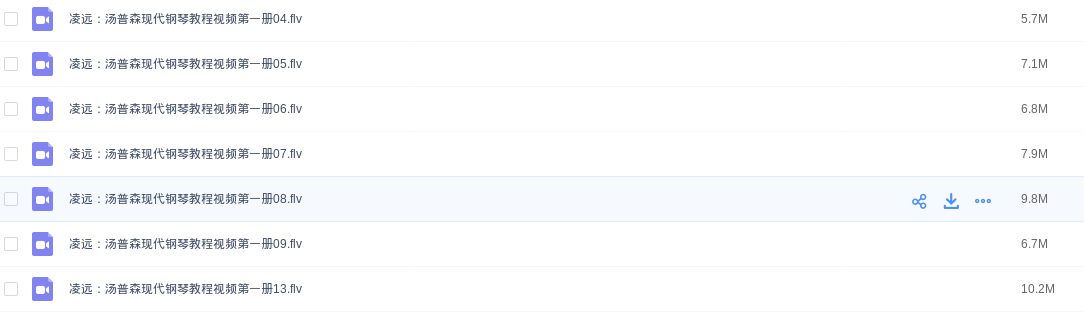 凌远：汤普森现代钢琴教程视频第一册04.flv 5.7M
凌远：汤普森现代钢琴教程视频第一册05.flv 7.1M
凌远：汤普森现代钢琴教程视频第一册06.flv 6.8M
凌远：汤普森现代钢琴教程视频第一册07.flv 7.9M
凌远：汤普森现代钢琴教程视频第一册08.flv 9.8M
凌远：汤普森现代钢琴教程视频第一册09.flv 6.7M
凌远：汤普森现代钢琴教程视频第一册13.flv 10.2M